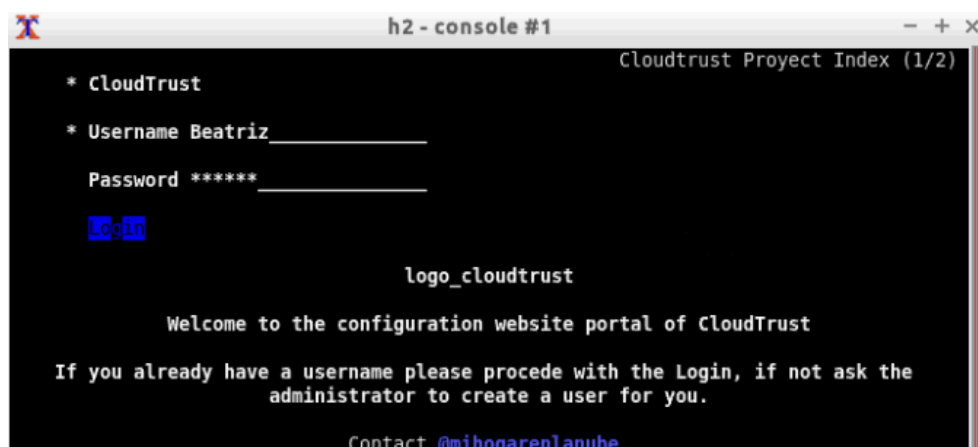 h2 - console #1
Cloudtrust Proyect Index (1/2)
* CloudTrust
* Username Beatriz______________
Password ******_______________
Login
logo_cloudtrust
Welcome to the configuration website portal of CloudTrust
If you already have a username please procede with the Login, if not ask the
administrator to create a user for you.
Contact @mihogarenlanube